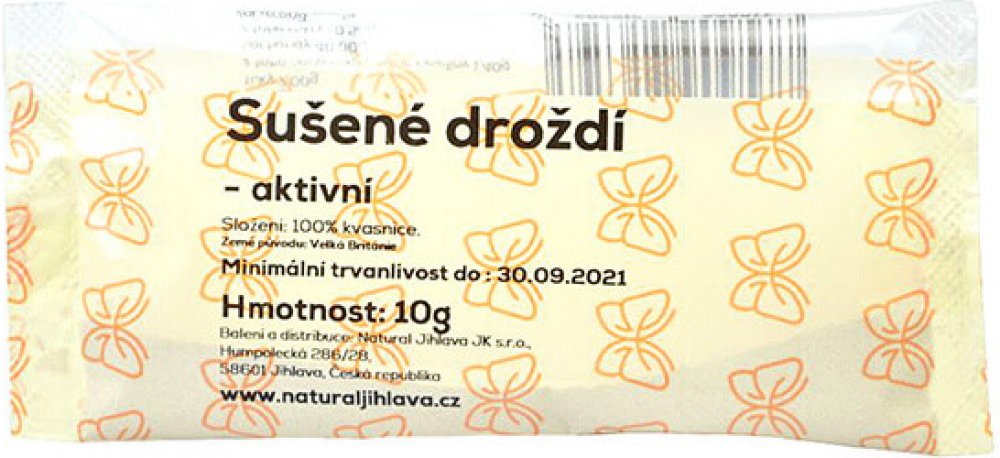 Sušené droždí
- aktivní
Složení: 100% kvasnice.
Země původu: Velká Británie
Minimální trvanlivost do : 30.09.2021
Hmotnost: 10g
Balení a distribuce: Natural Jihlava JK s.r.o.,
Humpolecká 286/28,
58601 Jihlava, Česká republika
www.naturaljihlava.cz